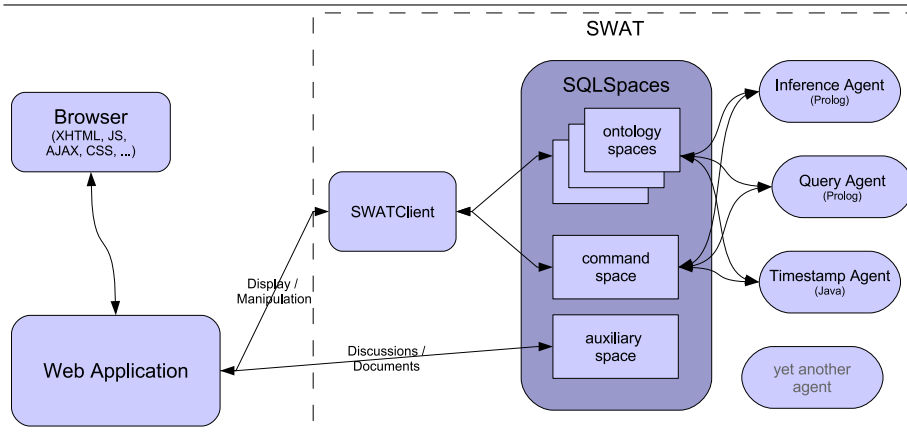 SWAT
SQLSpaces
Browser
(XHTML, JS,
AJAX, CSS, ...)
ontology
spaces
Inference Agent
(Prolog)
SWATClient
Query Agent
(Prolog)
command
space
Timestamp Agent
(Java)
Display /
Manipulation
Web Application
Discussions /
Documents
auxiliary
space
yet another
agent